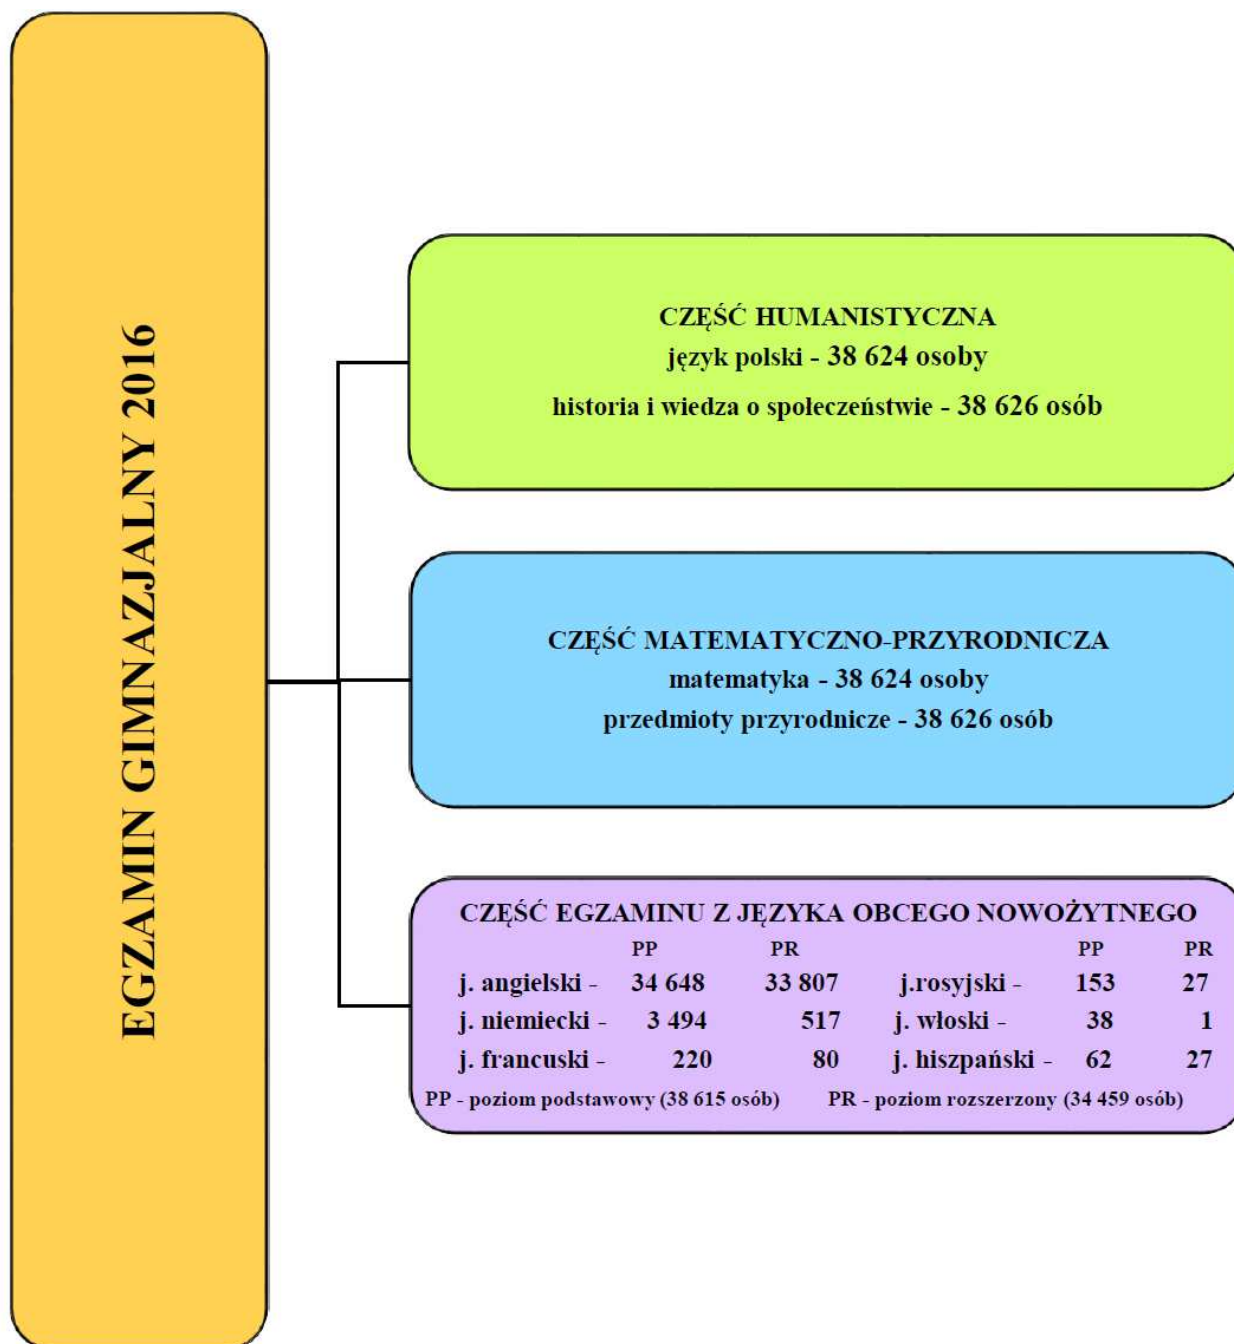 EGZAMIN GIMNAZJALNY 2016
CZĘŚĆ HUMANISTYCZNA
język polski - 38 624 osoby
historia i wiedza o społeczeństwie - 38 626 osób
CZĘŚĆ MATEMATYCZNO-PRZYRODNICZA
matematyka - 38 624 osoby
przedmioty przyrodnicze - 38 626 osób
CZĘŚĆ EGZAMINU Z JĘZYKA OBCEGO NOWOŻYTNEGO
PP PR PP PR
j. angielski - 34 648 33 807 j.rosyjski - 153 27
j. niemiecki - 3 494 517 j. włoski - 38 1
j. francuski - 220 80 j. hiszpański - 62 27
PP - poziom podstawowy (38 615 osób) PR - poziom rozszerzony (34 459 osób)